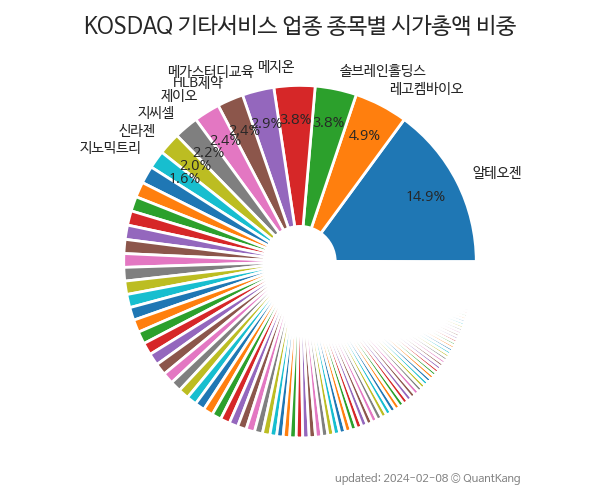 KOSDAQ 기타서비스 업종 종목별 시가총액 비중
메지온
메가스터디교육
솔브레인홀딩스
HLB제약
레고켐바이오
제이오
지씨셀
신라젠
지노믹트리
알테오젠
3.8%
3.8%
2.9%
2.4%
4.9%
2.4%
2.2%
2.0%
1.6%
14.9%
updated: 2024-02-08 © QuantKang